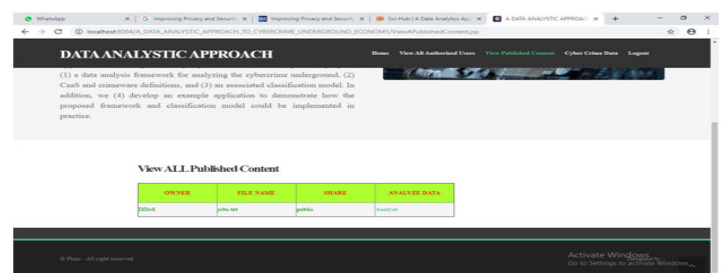 WhatsApp
Improving Privacy and Securit
Improving Privacy and Securit
Sci-Hub | A Data Analytics Ap
A DATA ANALYSTIC APPROAC
localhost:8084/A_DATA_ANALYSTIC_APPROACH_TO_CYBERCRIME_UNDERGROUND_ECONOMY/ViewAllPublishedContent.jsp
DATA ANALYSTIC APPROACH
Home View All Authorized Users View Published Content Cyber Crime Data Logout
(1) a data analysis framework for analyzing the cybercrime underground, (2)
CaaS and crimeware definitions, and (3) an associated classification model. In
addition, we (4) develop an example application to demonstrate how the
proposed framework and classification model could be implemented in
practice.
View ALL Published Content
OWNER FILE NAME SHARE ANALYZE DATA
DDoS jobs.txt public Analyze
All right reserved
Activate Windows
Go to Settings to activate Windows.